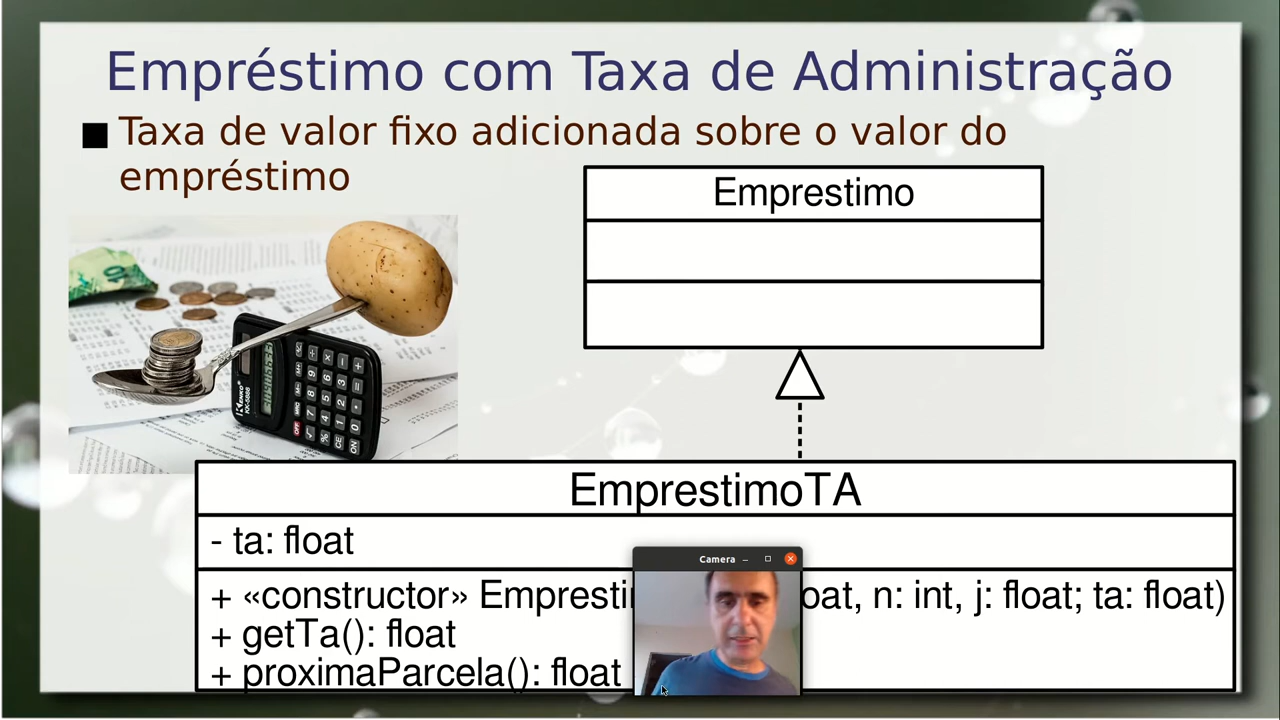 Empréstimo com Taxa de Administração
Taxa de valor fixo adicionada sobre o valor do
empréstimo
Emprestimo
EmprestimoTA
- ta: float
Camera
+ «constructor» oat, n: int, j: float; ta: float)
+ getTa(): float
+ proximaParcela(): float